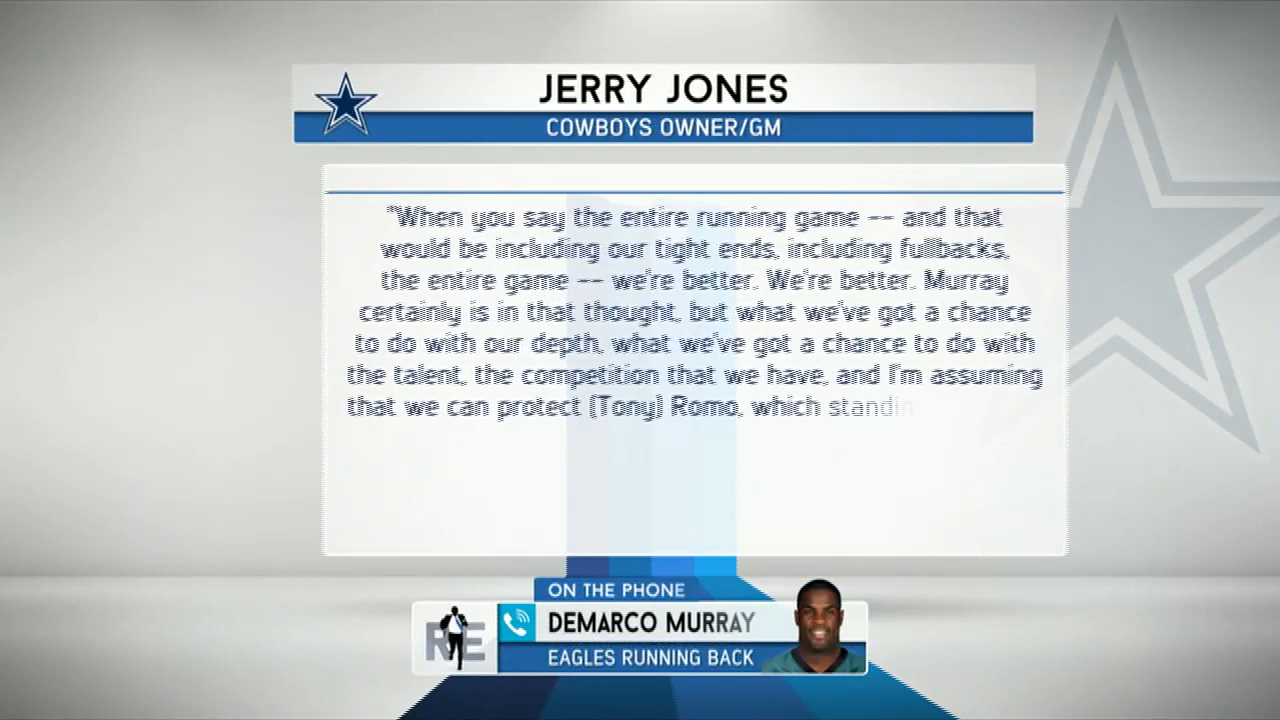 JERRY JONES
COWBOYS OWNER/GM
"When you say the entire running game -- and that
would be including our tight ends, including fullbacks,
the entire game -- we're better. We're better. Murray
certainly is in that thought, but what we've got a chance
to do with our depth, what we've got a chance to do with
the talent, the competition that we have, and I'm assuming
that we can protect (Tony) Romo, which standin
ON THE PHONE
RE
DEMARCO MURRAY
EAGLES RUNNING BACK